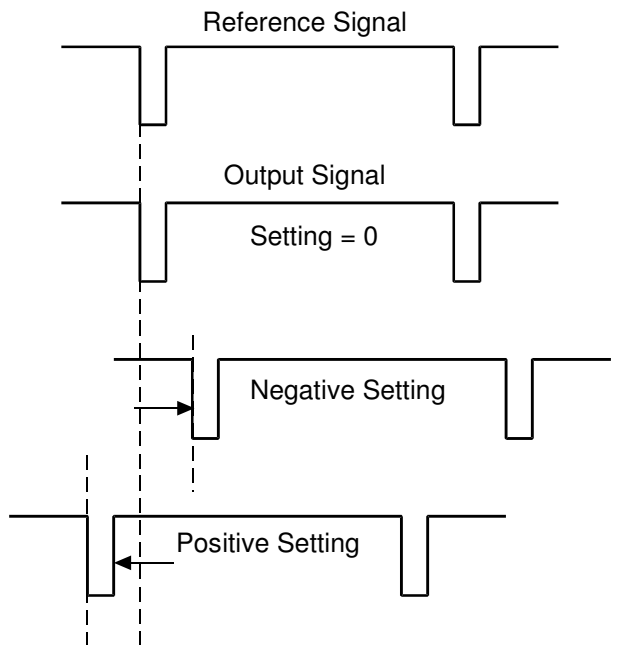 Reference Signal
Output Signal
Setting = 0
Negative Setting
Positive Setting